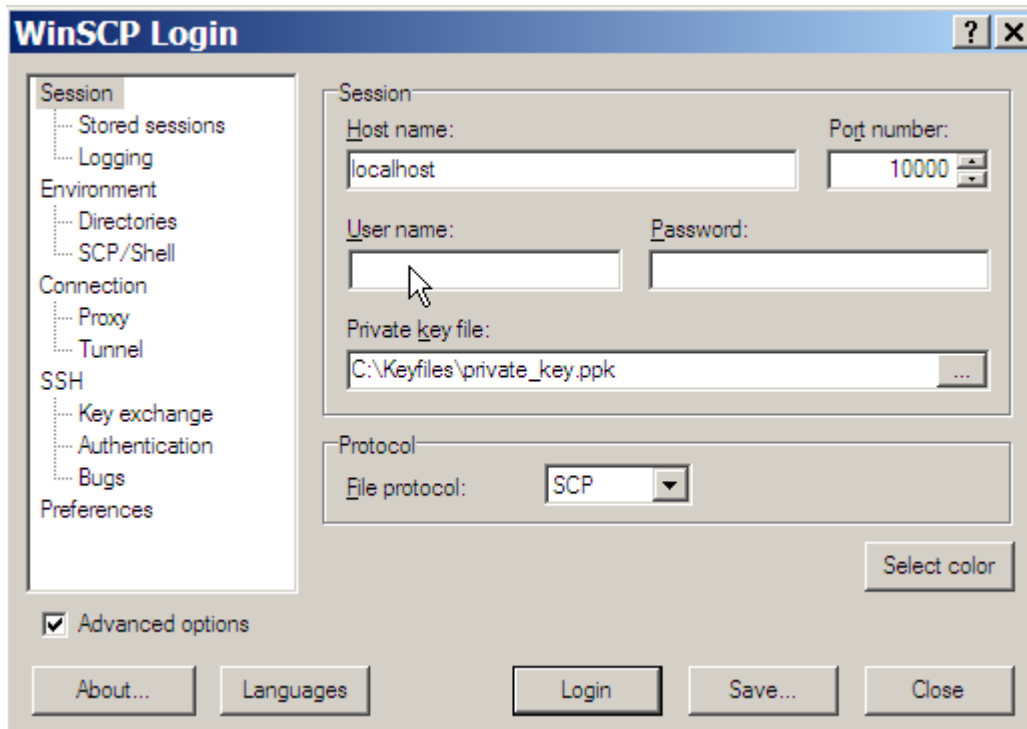 WinSCP Login
Session
Stored sessions
Logging
Environment
Directories
SCP/Shell
Connection
Proxy
Tunnel
SSH
Key exchange
Authentication
Bugs
Preferences
Session
Host name: Port number:
localhost 10000
User name: Password:
Private key file:
C:\Keyfiles\private_key.ppk ...
Protocol
File protocol: SCP
Select color
Advanced options
About... Languages Login Save... Close